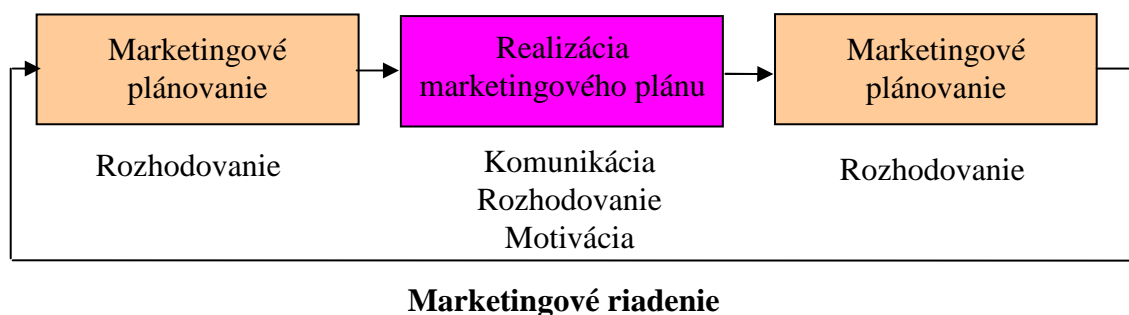 Marketingové
plánovanie
Realizácia
marketingového plánu
Marketingové
plánovanie
Rozhodovanie
Komunikácia
Rozhodovanie
Motivácia
Rozhodovanie
Marketingové riadenie